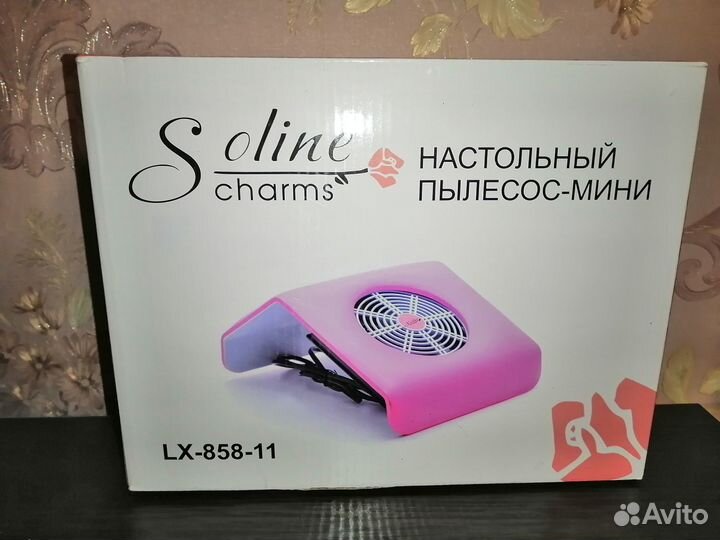 Soline
charms
НАСТОЛЬНЫЙ
ПЫЛЕСОС-МИНИ
LX-858-11
Avito